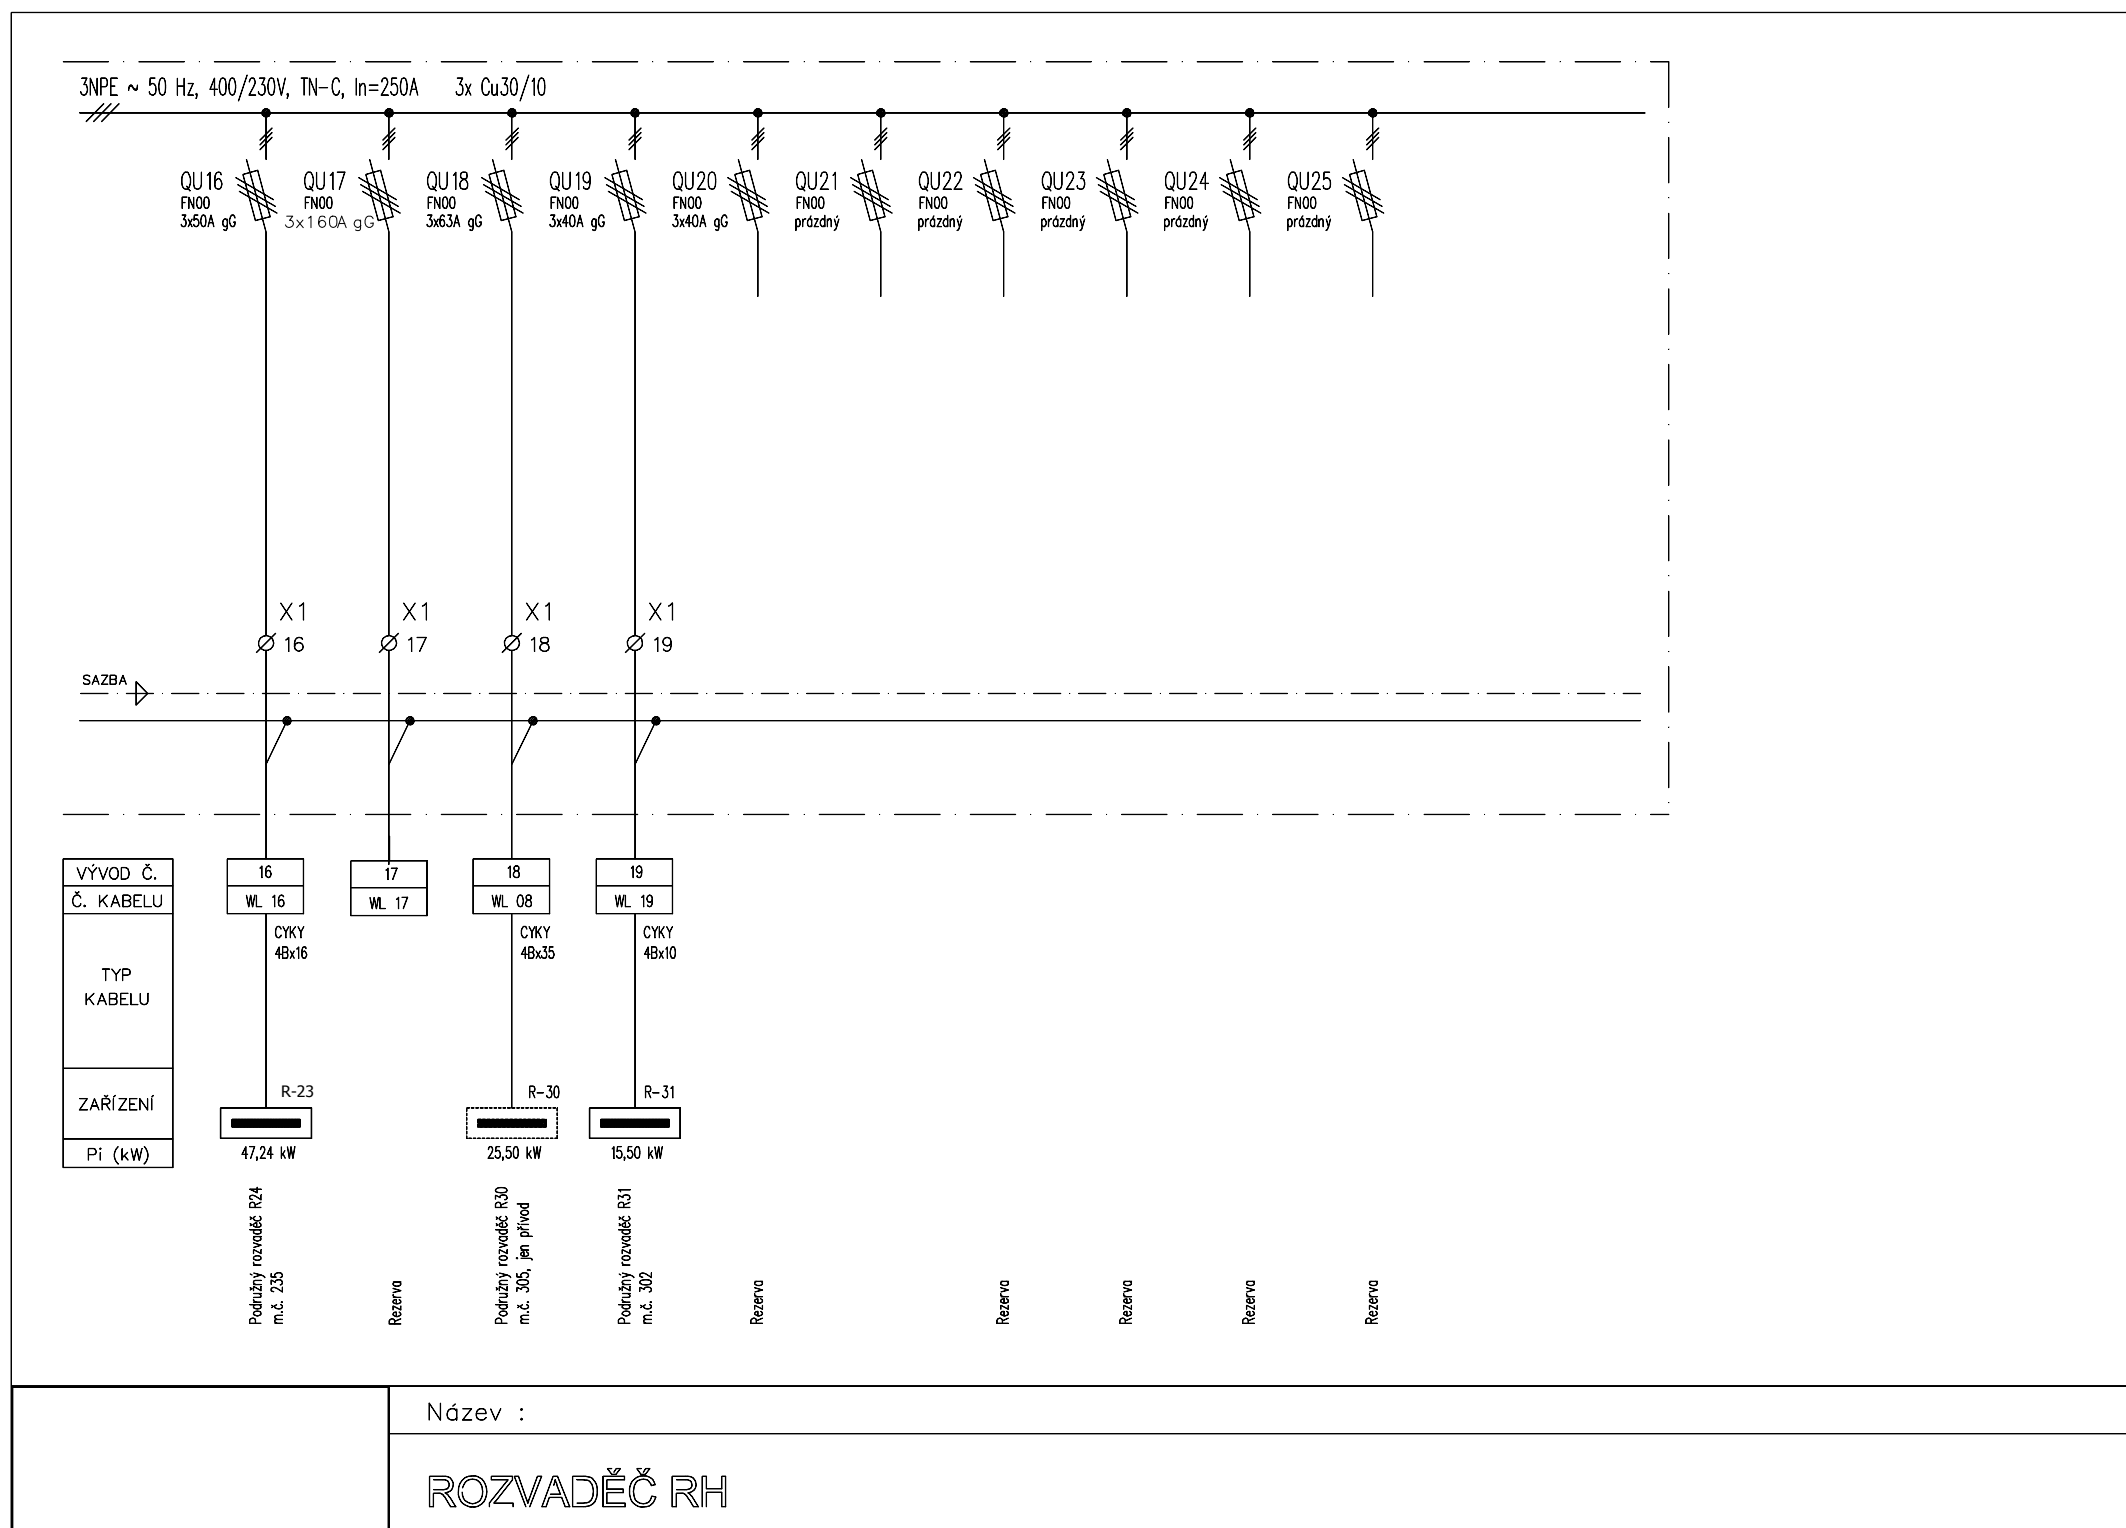 3NPE ~ 50 Hz, 400/230V, TN-C, In=250A 3x Cu30/10
QU16
FN00
3x50A gG
QU17
FN00
3x160A gG
QU18
FN00
3x63A gG
QU19
FN00
3x40A gG
QU20
FN00
3x40A gG
QU21
FN00
prázdný
QU22
FN00
prázdný
QU23
FN00
prázdný
QU24
FN00
prázdný
QU25
FN00
prázdný
X1
16
X1
17
X1
18
X1
19
SAZBA
VÝVOD Č.
16
17
18
19
Č. KABELU
WL 16
WL 17
WL 08
WL 19
TYP
KABELU
CYKY
4Bx16
CYKY
4Bx35
CYKY
4Bx10
ZAŘÍZENÍ
R-23
R-30
R-31
Pi (kW)
47,24 kW
25,50 kW
15,50 kW
Podružný rozvaděč R24
m.č. 235
Rezerva
Podružný rozvaděč R30
m.č. 305, jen přívod
Podružný rozvaděč R31
m.č. 302
Rezerva
Rezerva
Rezerva
Rezerva
Rezerva
Název :
ROZVADĚČ RH